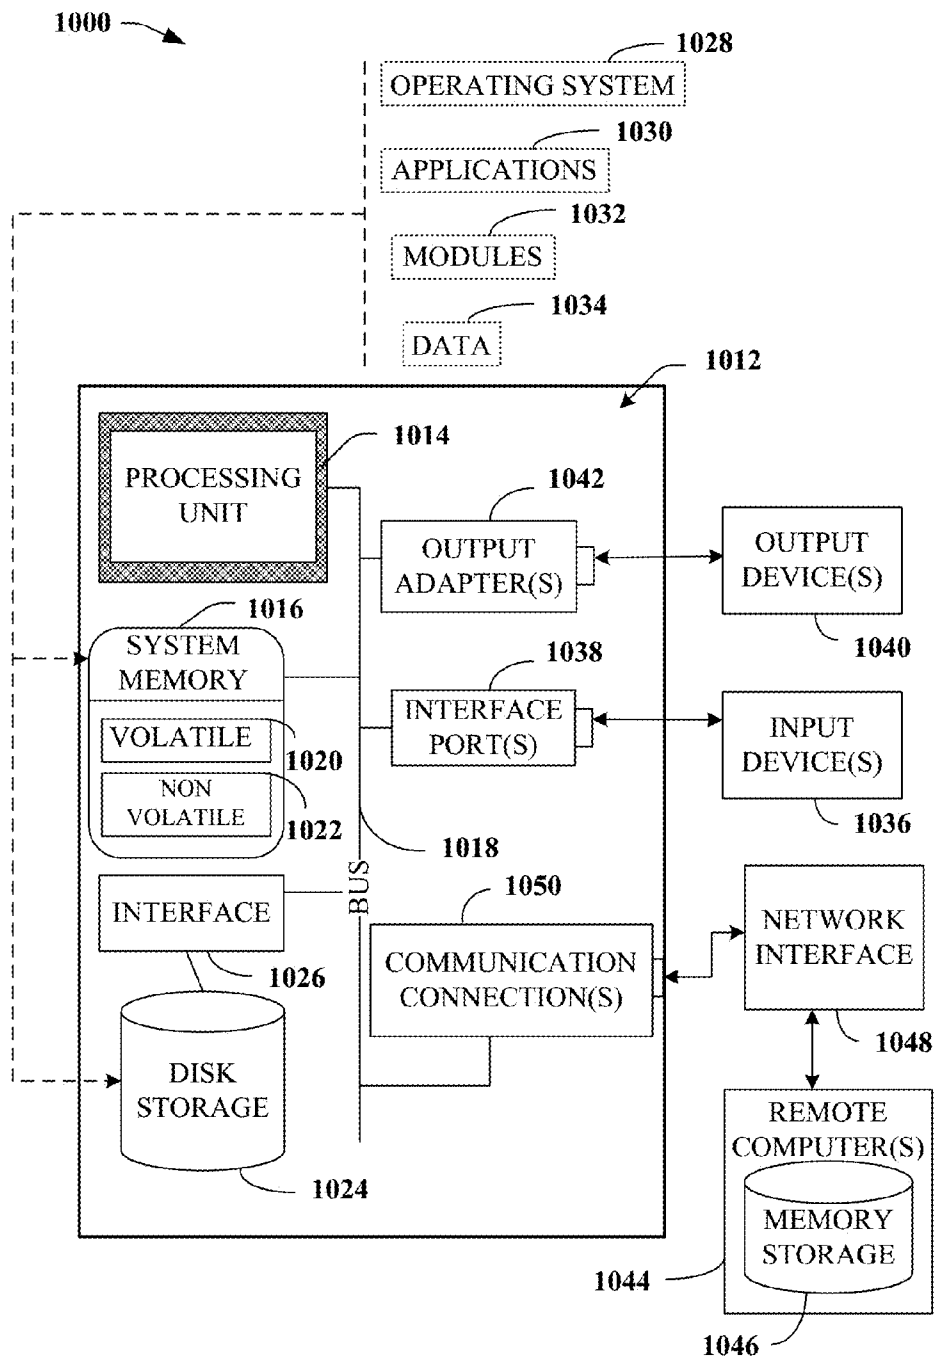 1000
1028
OPERATING SYSTEM
1030
APPLICATIONS
1032
MODULES
1034
DATA
1012
1014
PROCESSING
UNIT
1042
OUTPUT
ADAPTER(S)
OUTPUT
DEVICE(S)
1040
1016
SYSTEM
MEMORY
VOLATILE
1020
NON
VOLATILE
1022
1038
INTERFACE
PORT(S)
INPUT
DEVICE(S)
1036
1018
BUS
INTERFACE
1026
1050
COMMUNICATION
CONNECTION(S)
NETWORK
INTERFACE
1048
DISK
STORAGE
1024
REMOTE
COMPUTER(S)
MEMORY
STORAGE
1044
1046